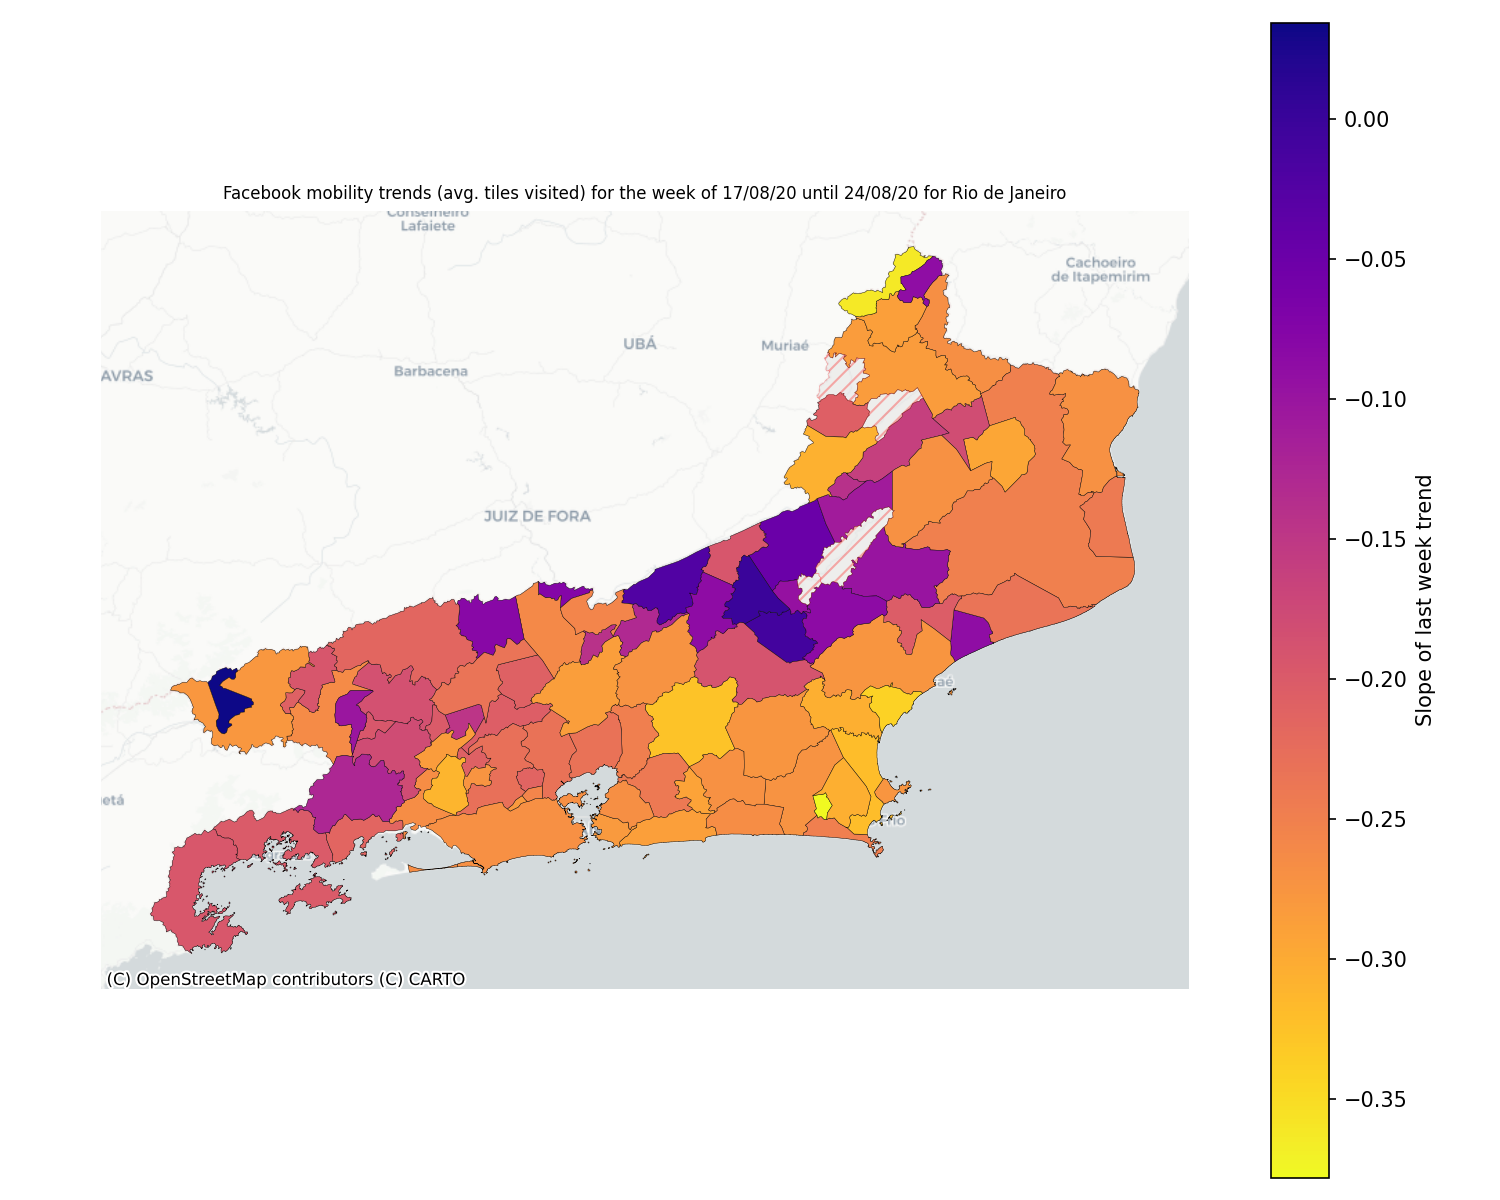 Facebook mobility trends (avg. tiles visited) for the week of 17/08/20 until 24/08/20 for Rio de Janeiro
Conselheiro
Lafaiete
Cachoeiro
de Itapemirim
UBÁ
Muriaé
AVRAS
Barbacena
JUIZ DE FORA
aé
etá
(C) OpenStreetMap contributors (C) CARTO
0.00
−0.05
−0.10
−0.15
−0.20
−0.25
−0.30
−0.35
Slope of last week trend